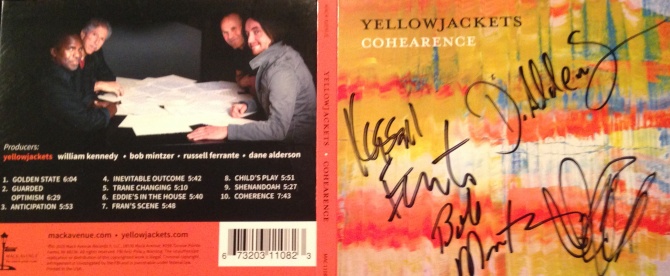 Producers:
yellowjackets william kennedy • bob mintzer • russell ferrante • dane alderson
1. GOLDEN STATE 6:04
2. GUARDED
OPTIMISM 6:29
3. ANTICIPATION 5:53
4. INEVITABLE OUTCOME 5:42
5. TRANE CHANGING 5:10
6. EDDIE'S IN THE HOUSE 5:40
7. FRAN'S SCENE 5:48
8. CHILD'S PLAY 5:51
9. SHENANDOAH 5:27
10. COHERENCE 7:43
mackavenue.com • yellowjackets.com
6 73203 11082 3
YELLOWJACKETS • COHEARENCE
YELLOWJACKETS
COHEARENCE
D. Alderson
Russell
Ferrante
Bob
Mintzer